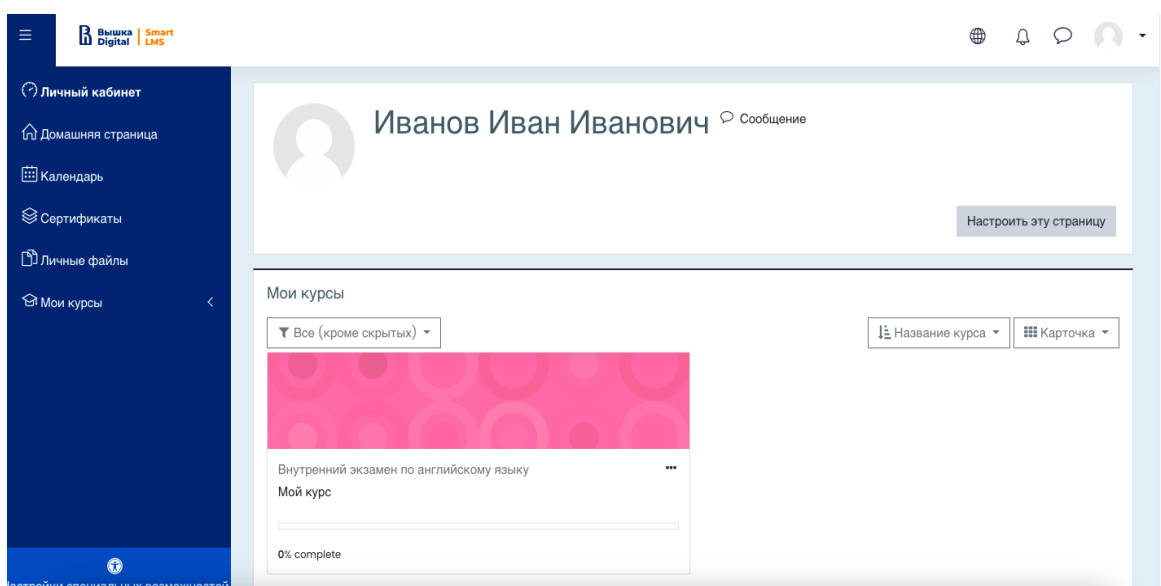 Вышка | Smart
Digital | LMS
Личный кабинет
Домашняя страница
Календарь
Сертификаты
Личные файлы
Мои курсы
Иванов Иван Иванович Сообщение
Настроить эту страницу
Мои курсы
Все (кроме скрытых)
Название курса
Карточка
Внутренний экзамен по английскому языку
Мой курс
0% complete
специальных возможностей